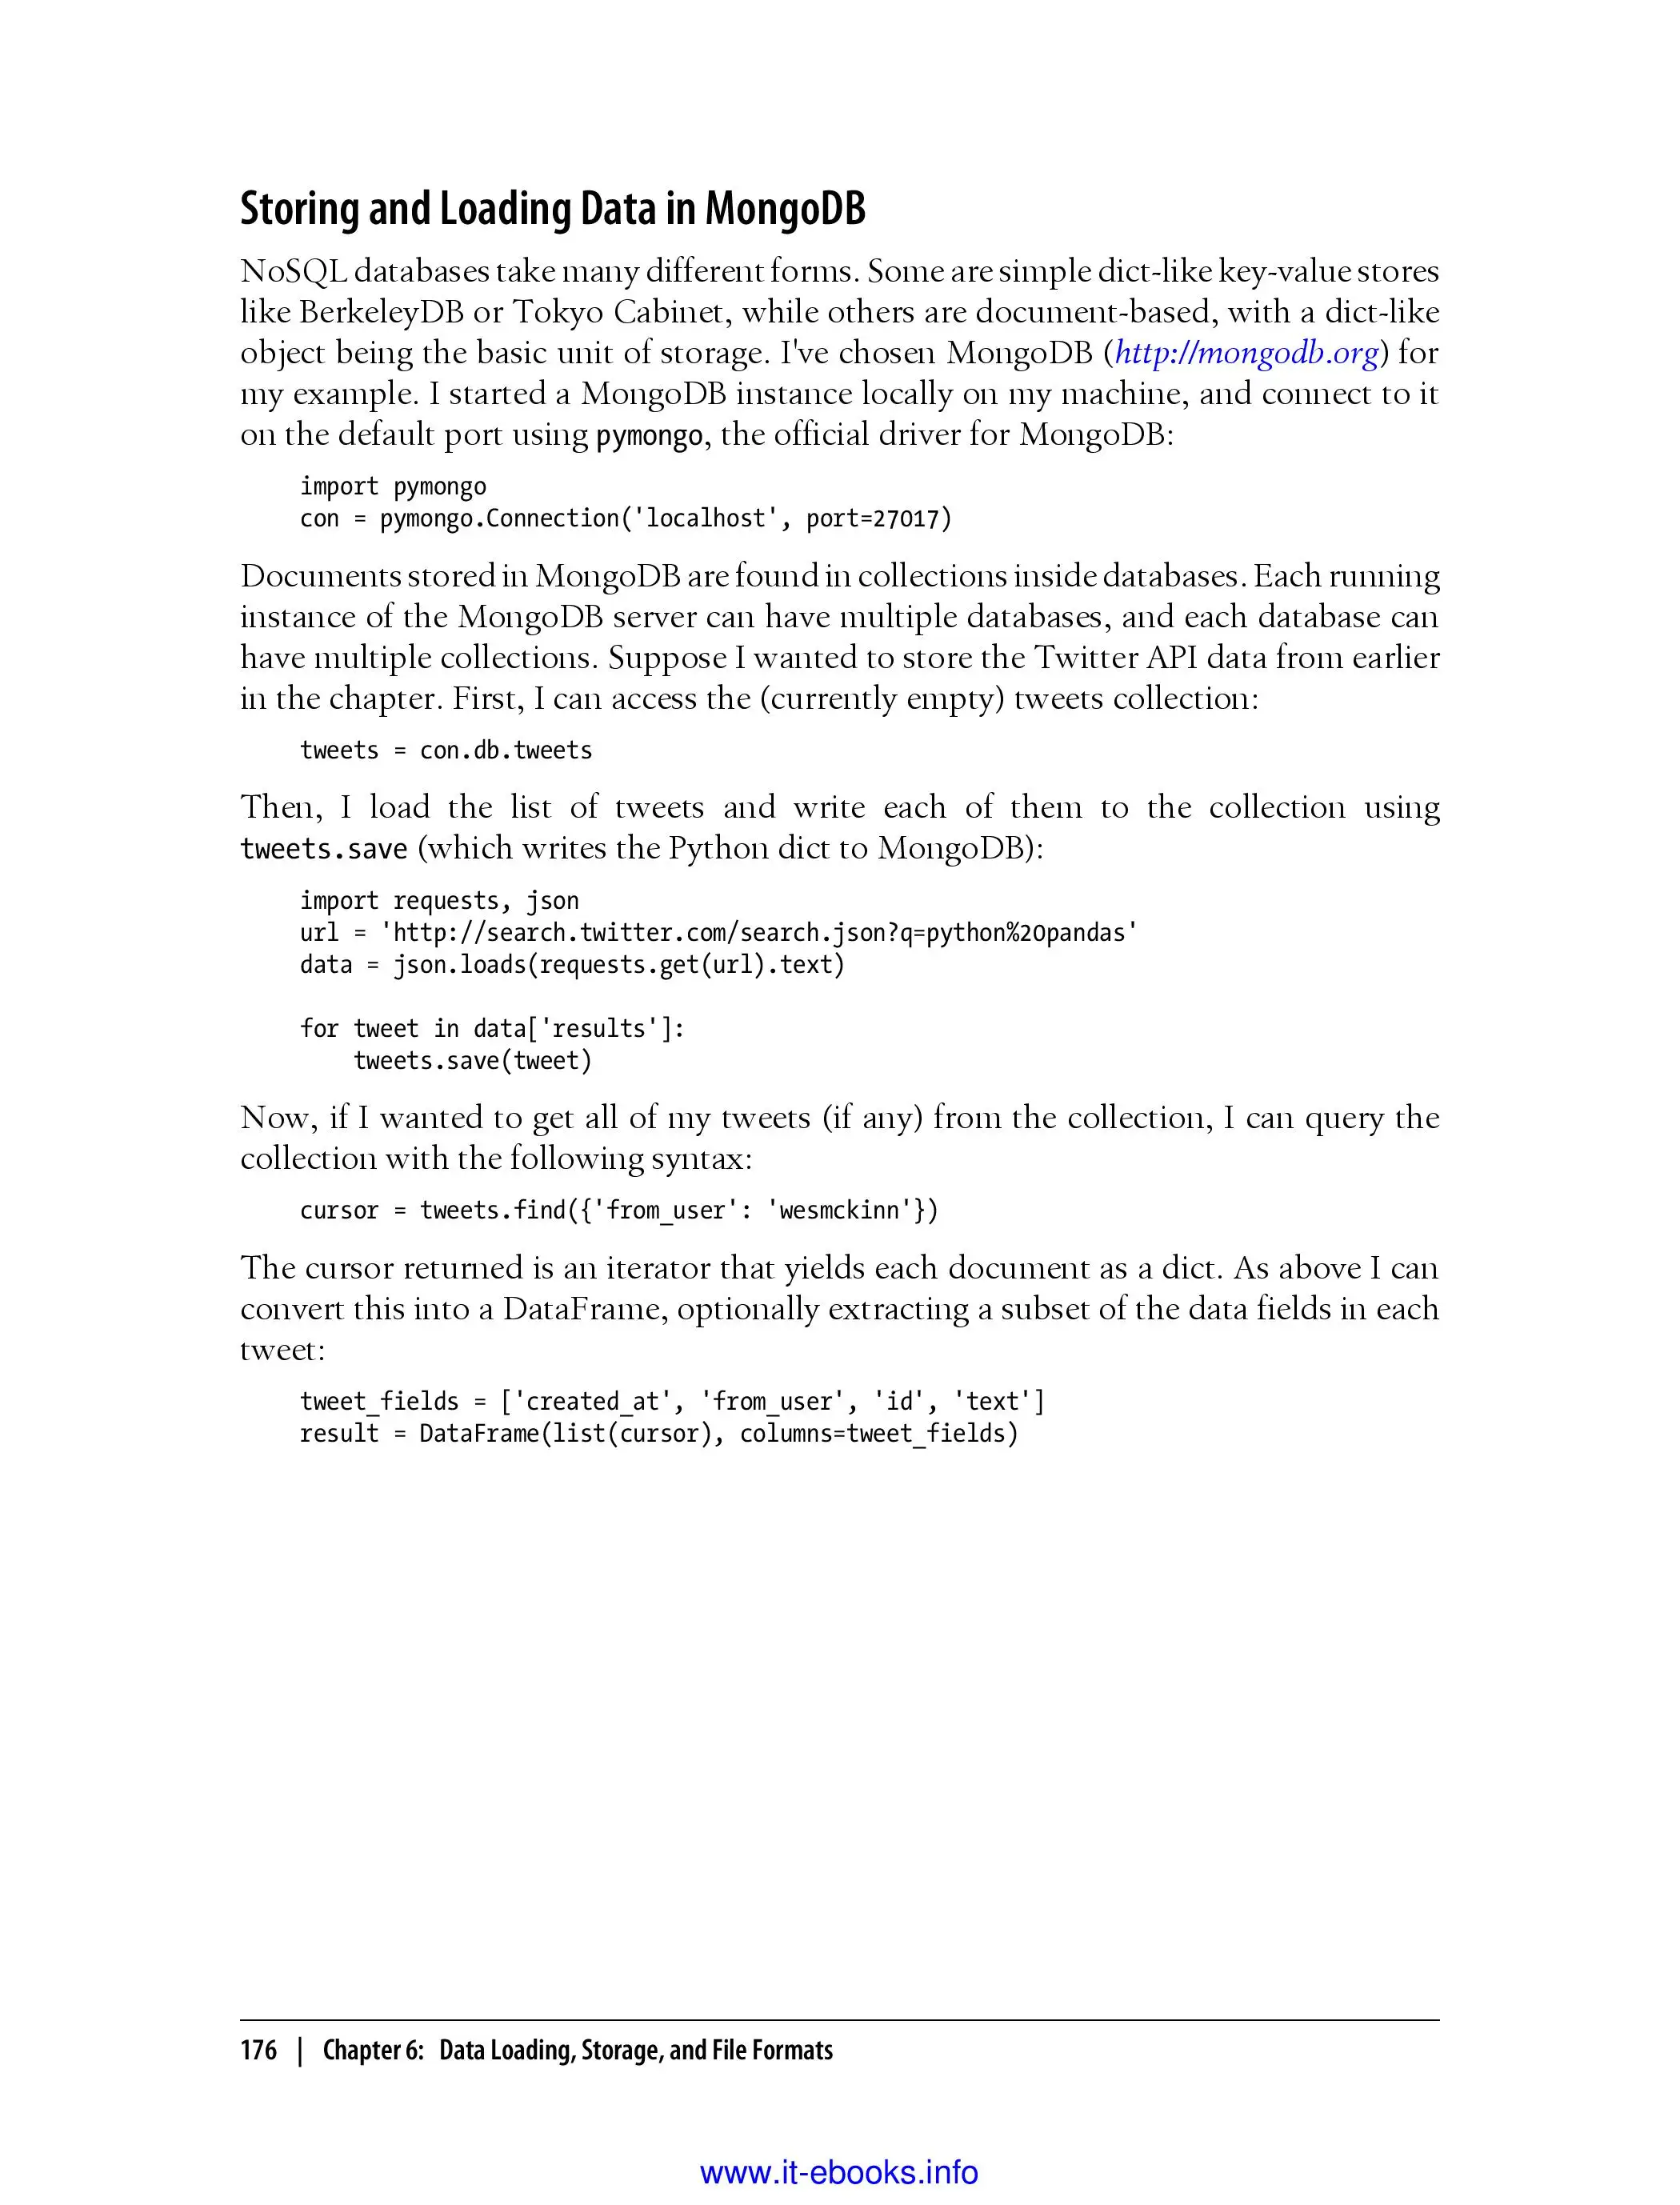 Storing and Loading Data in MongoDB
NoSQL databases take many different forms. Some are simple dict-like key-value stores
like BerkeleyDB or Tokyo Cabinet, while others are document-based, with a dict-like
object being the basic unit of storage. I've chosen MongoDB (http://mongodb.org) for
my example. I started a MongoDB instance locally on my machine, and connect to it
on the default port using pymongo, the official driver for MongoDB:
import pymongo
con = pymongo.Connection('localhost', port=27017)
Documents stored in MongoDB are found in collections inside databases. Each running
instance of the MongoDB server can have multiple databases, and each database can
have multiple collections. Suppose I wanted to store the Twitter API data from earlier
in the chapter. First, I can access the (currently empty) tweets collection:
tweets = con.db.tweets
Then, I load the list of tweets and write each of them to the collection using
tweets.save (which writes the Python dict to MongoDB):
import requests, json
url = 'http://search.twitter.com/search.json?q=python%20pandas'
data = json.loads(requests.get(url).text)
for tweet in data['results']:
    tweets.save(tweet)
Now, if I wanted to get all of my tweets (if any) from the collection, I can query the
collection with the following syntax:
cursor = tweets.find({'from_user': 'wesmckinn'})
The cursor returned is an iterator that yields each document as a dict. As above I can
convert this into a DataFrame, optionally extracting a subset of the data fields in each
tweet:
tweet_fields = ['created_at', 'from_user', 'id', 'text']
result = DataFrame(list(cursor), columns=tweet_fields)
176 | Chapter 6: Data Loading, Storage, and File Formats
www.it-ebooks.info